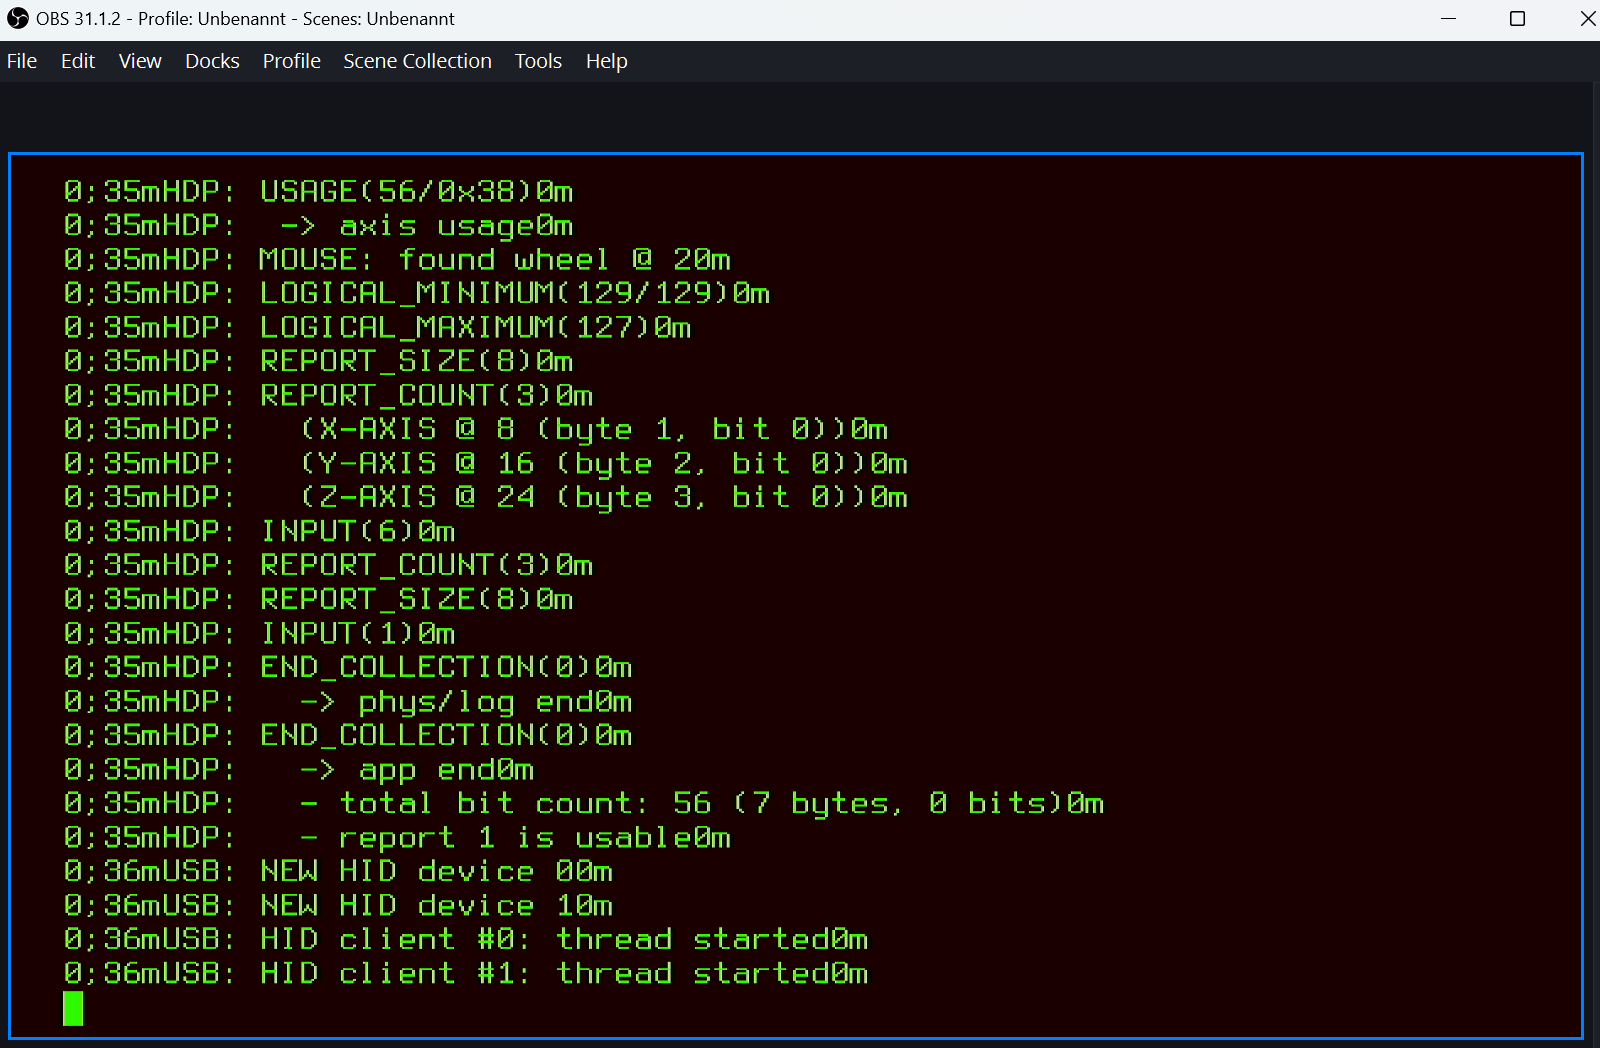 OBS 31.1.2 - Profile: Unbenannt - Scenes: Unbenannt
File Edit View Docks Profile Scene Collection Tools Help
0;35mHDP: USAGE(56/0x38)0m
0;35mHDP:  -> axis usage0m
0;35mHDP: MOUSE: found wheel @ 20m
0;35mHDP: LOGICAL_MINIMUM(129/129)0m
0;35mHDP: LOGICAL_MAXIMUM(127)0m
0;35mHDP: REPORT_SIZE(8)0m
0;35mHDP: REPORT_COUNT(3)0m
0;35mHDP:   (X-AXIS @ 8 (byte 1, bit 0))0m
0;35mHDP:   (Y-AXIS @ 16 (byte 2, bit 0))0m
0;35mHDP:   (Z-AXIS @ 24 (byte 3, bit 0))0m
0;35mHDP: INPUT(6)0m
0;35mHDP: REPORT_COUNT(3)0m
0;35mHDP: REPORT_SIZE(8)0m
0;35mHDP: INPUT(1)0m
0;35mHDP: END_COLLECTION(0)0m
0;35mHDP:   -> phys/log end0m
0;35mHDP: END_COLLECTION(0)0m
0;35mHDP:   -> app end0m
0;35mHDP:   - total bit count: 56 (7 bytes, 0 bits)0m
0;35mHDP:   - report 1 is usable0m
0;36mUSB: NEW HID device 00m
0;36mUSB: NEW HID device 10m
0;36mUSB: HID client #0: thread started0m
0;36mUSB: HID client #1: thread started0m